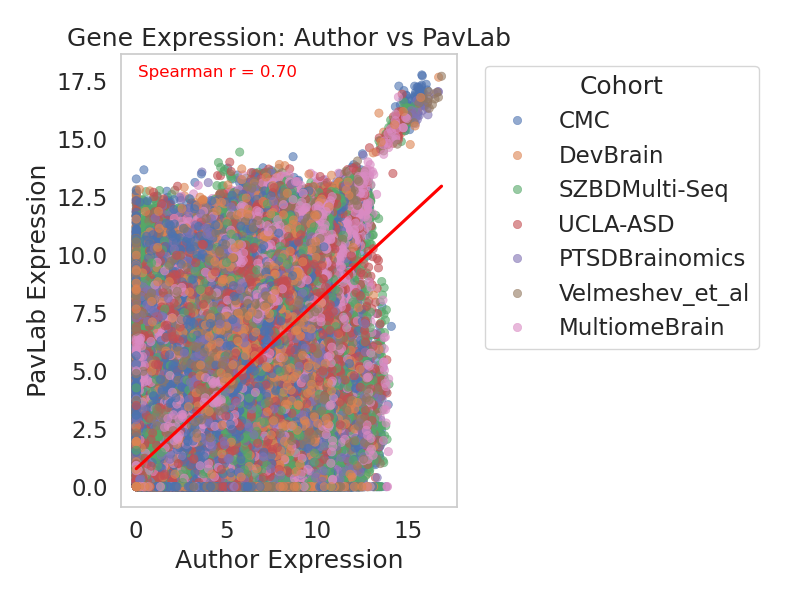 Gene Expression: Author vs PavLab
Spearman r = 0.70
PavLab Expression
17.5
15.0
12.5
10.0
7.5
5.0
2.5
0.0
0 5 10 15
Author Expression
Cohort
CMC
DevBrain
SZBDMulti-Seq
UCLA-ASD
PTSDBrainomics
Velmeshev_et_al
MultiomeBrain